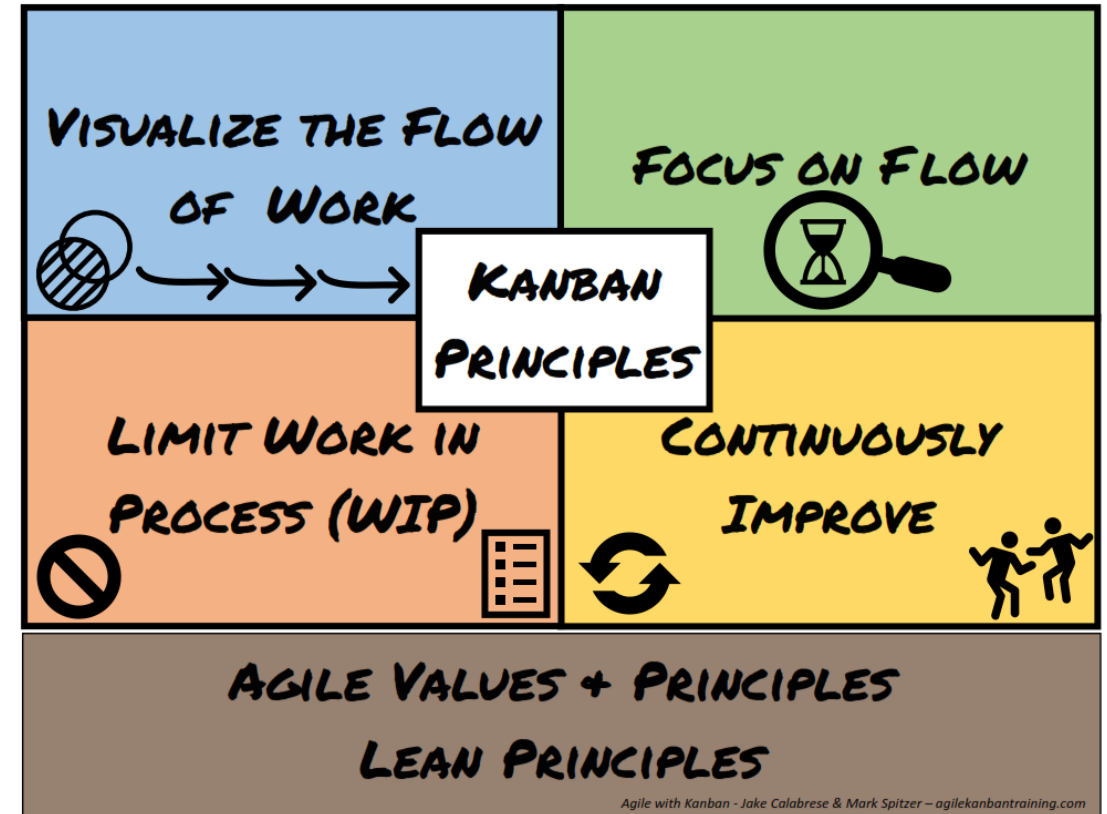 Visualize the Flow
of Work
Focus on Flow
Kanban
Principles
Limit Work in
Process (WIP)
Continuously
Improve
Agile Values + Principles
Lean Principles
Agile with Kanban - Jake Calabrese & Mark Spitzer – agilekanbantraining.com